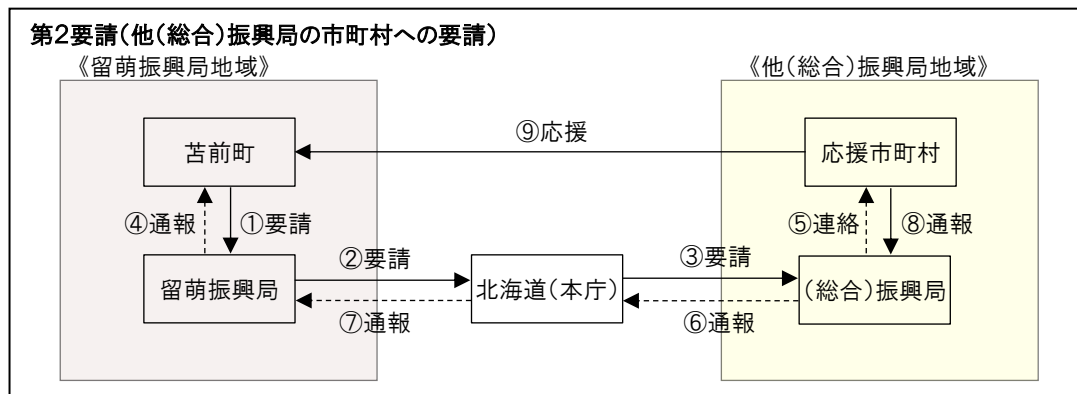 第2要請(他(総合)振興局の市町村への要請)
《留萌振興局地域》
《他(総合)振興局地域》
⑨応援
苫前町
応援市町村
④通報
①要請
⑤連絡
⑧通報
②要請
③要請
留萌振興局
北海道(本庁)
(総合)振興局
⑦通報
⑥通報